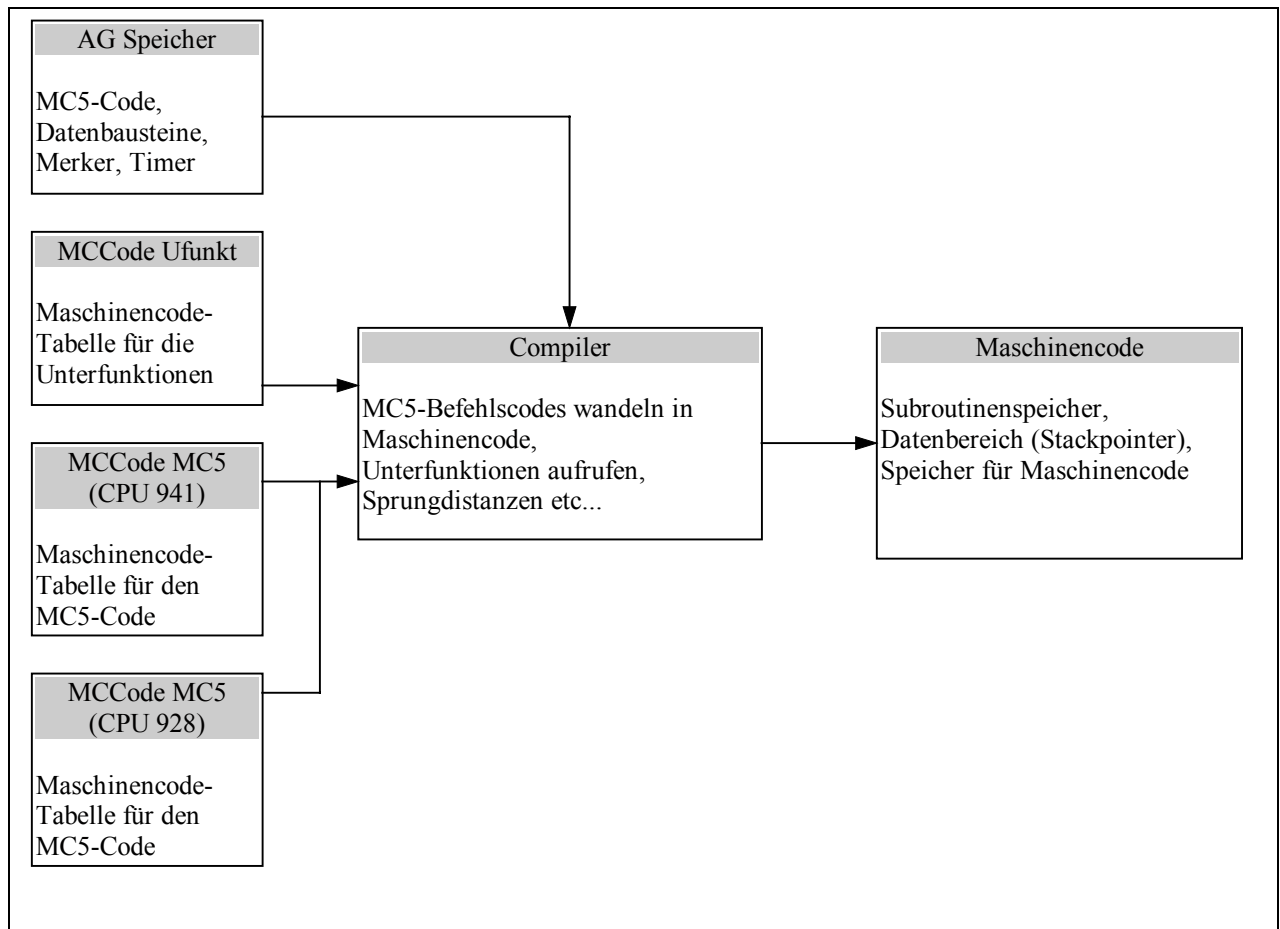 AG Speicher
MC5-Code,
Datenbausteine,
Merker, Timer
MCCode Ufunkt
Maschinencode-
Tabelle für die
Unterfunktionen
MCCode MC5
(CPU 941)
Maschinencode-
Tabelle für den
MC5-Code
MCCode MC5
(CPU 928)
Maschinencode-
Tabelle für den
MC5-Code
Compiler
MC5-Befehlscodes wandeln in
Maschinencode,
Unterfunktionen aufrufen,
Sprungdistanzen etc...
Maschinencode
Subroutinenspeicher,
Datenbereich (Stackpointer),
Speicher für Maschinencode